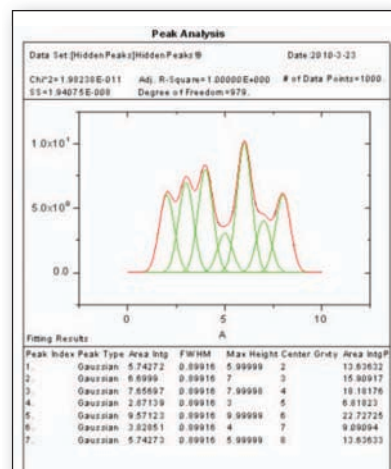 Peak Analysis
Data Set:[HiddenPeaks]HiddenPeaks! Date:2010-3-23
Chi^2=1.98238E-011 Adj. R-Square=1.00000E+000 # of Data Points=1000
SS=1.94075E-008 Degree of Freedom=979.
1.0x10¹
5.0x10⁰
0.0
0 5 10
A
Fitting Results
Peak Index Peak Type Area Intg FWHM Max Height Center Grvty Area IntgP
1. Gaussian 5.74272 0.89916 5.99999 2 13.63632
2. Gaussian 6.6999 0.89916 7 3 15.90917
3. Gaussian 7.65697 0.89916 7.99998 4 18.18176
4. Gaussian 2.87139 0.89916 3 5 6.81823
5. Gaussian 9.57123 0.89916 9.99999 6 22.72725
6. Gaussian 3.82851 0.89916 4 7 9.09094
7. Gaussian 5.74273 0.89916 5.99999 8 13.63633